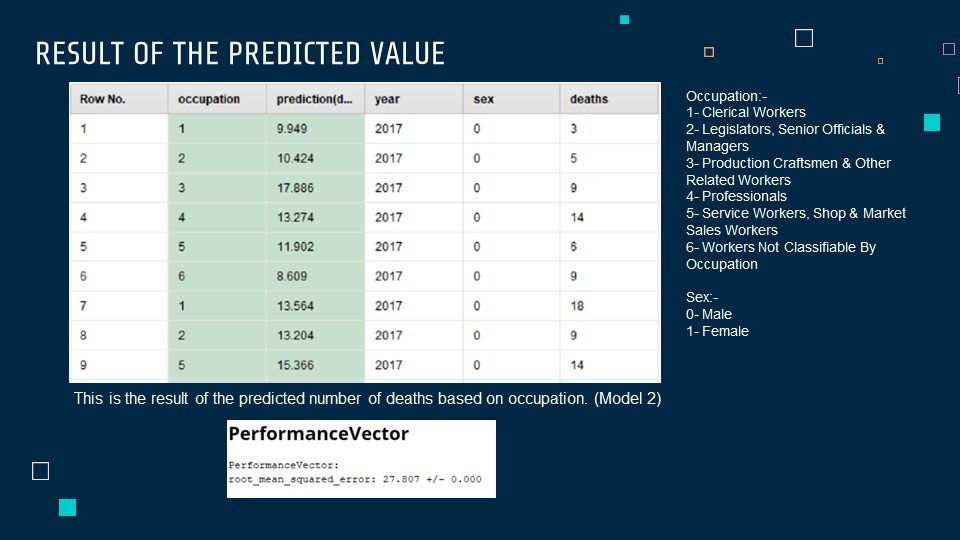 RESULT OF THE PREDICTED VALUE
Row No. occupation prediction(d... year sex deaths
1 1 9.949 2017 0 3
2 2 10.424 2017 0 5
3 3 17.886 2017 0 9
4 4 13.274 2017 0 14
5 5 11.902 2017 0 6
6 6 8.609 2017 0 9
7 1 13.564 2017 0 18
8 2 13.204 2017 0 9
9 5 15.366 2017 0 14
This is the result of the predicted number of deaths based on occupation. (Model 2)
PerformanceVector
PerformanceVector:
root_mean_squared_error: 27.807 +/- 0.000
Occupation:-
1- Clerical Workers
2- Legislators, Senior Officials &
Managers
3- Production Craftsmen & Other
Related Workers
4- Professionals
5- Service Workers, Shop & Market
Sales Workers
6- Workers Not Classifiable By
Occupation
Sex:-
0- Male
1- Female